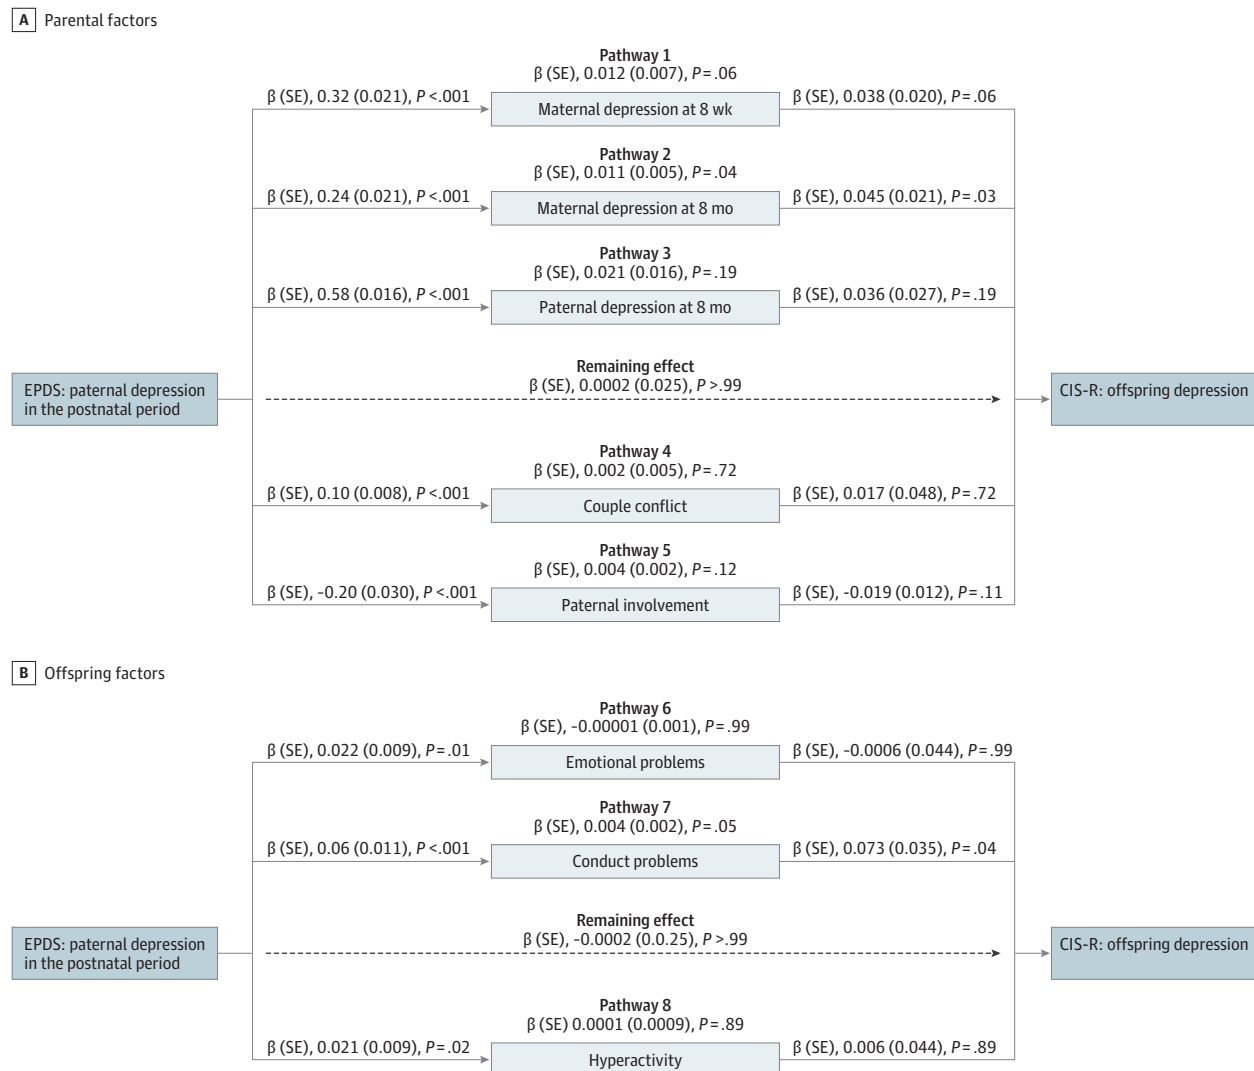 A Parental factors
Pathway 1
β (SE), 0.012 (0.007), P = .06
β (SE), 0.32 (0.021), P <.001
Maternal depression at 8 wk
β (SE), 0.038 (0.020), P = .06
Pathway 2
β (SE), 0.011 (0.005), P = .04
β (SE), 0.24 (0.021), P <.001
Maternal depression at 8 mo
β (SE), 0.045 (0.021), P = .03
Pathway 3
β (SE), 0.021 (0.016), P = .19
β (SE), 0.58 (0.016), P <.001
Paternal depression at 8 mo
β (SE), 0.036 (0.027), P = .19
EPDS: paternal depression
in the postnatal period
Remaining effect
β (SE), 0.0002 (0.025), P >.99
CIS-R: offspring depression
Pathway 4
β (SE), 0.002 (0.005), P = .72
β (SE), 0.10 (0.008), P <.001
Couple conflict
β (SE), 0.017 (0.048), P = .72
Pathway 5
β (SE), 0.004 (0.002), P = .12
β (SE), -0.20 (0.030), P <.001
Paternal involvement
β (SE), -0.019 (0.012), P = .11
B Offspring factors
Pathway 6
β (SE), -0.00001 (0.001), P = .99
β (SE), 0.022 (0.009), P = .01
Emotional problems
β (SE), -0.0006 (0.044), P = .99
Pathway 7
β (SE), 0.004 (0.002), P = .05
β (SE), 0.06 (0.011), P <.001
Conduct problems
β (SE), 0.073 (0.035), P = .04
EPDS: paternal depression
in the postnatal period
Remaining effect
β (SE), -0.0002 (0.0.25), P >.99
CIS-R: offspring depression
Pathway 8
β (SE) 0.0001 (0.0009), P = .89
β (SE), 0.021 (0.009), P = .02
Hyperactivity
β (SE), 0.006 (0.044), P = .89